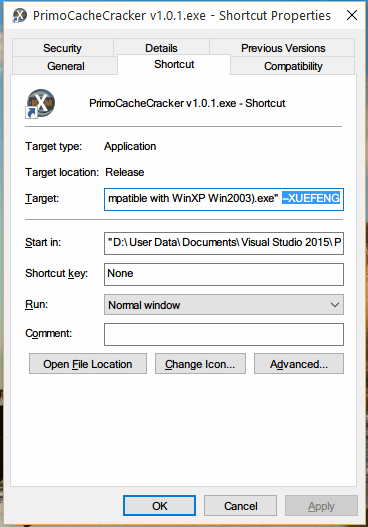 PrimoCacheCracker v1.0.1.exe - Shortcut Properties
Security Details Previous Versions
General Shortcut Compatibility
PrimoCacheCracker v1.0.1.exe - Shortcut
Target type: Application
Target location: Release
Target: mpatible with WinXP Win2003).exe" –XUEFENG
Start in: "D:\ User Data\ Documents\ Visual Studio 2015\ P
Shortcut key: None
Run: Normal window
Comment:
Open File Location Change Icon... Advanced...
OK Cancel Apply